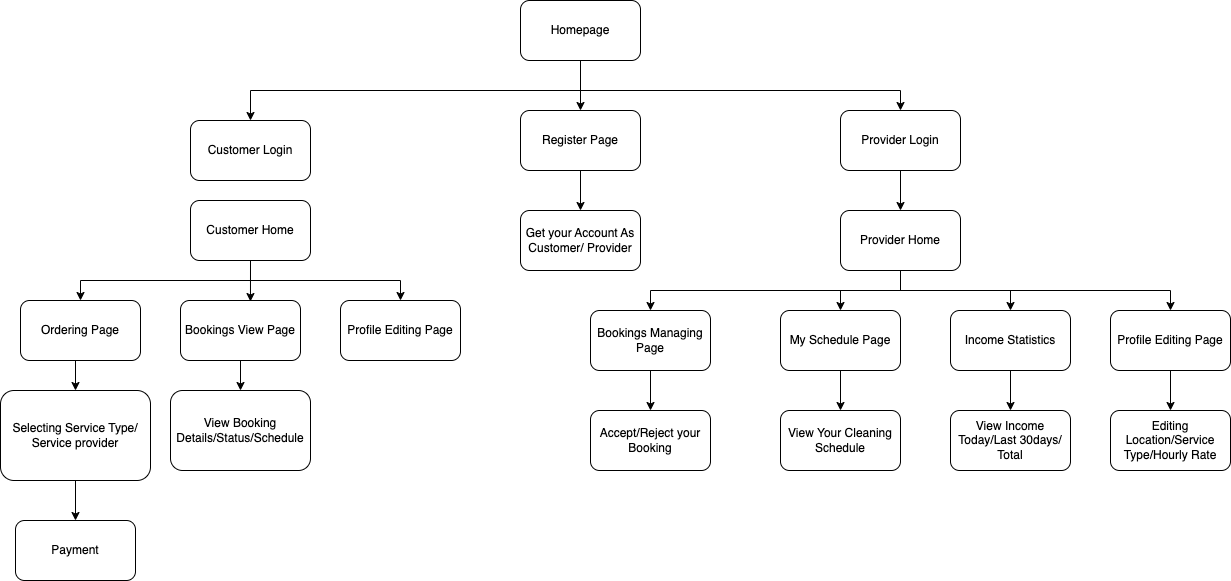 Homepage
Customer Login
Register Page
Provider Login
Customer Home
Get your Account As
Customer/ Provider
Provider Home
Ordering Page
Bookings View Page
Profile Editing Page
Bookings Managing
Page
My Schedule Page
Income Statistics
Profile Editing Page
Selecting Service Type/
Service provider
View Booking
Details/Status/Schedule
Accept/Reject your
Booking
View Your Cleaning
Schedule
View Income
Today/Last 30days/
Total
Editing
Location/Service
Type/Hourly Rate
Payment